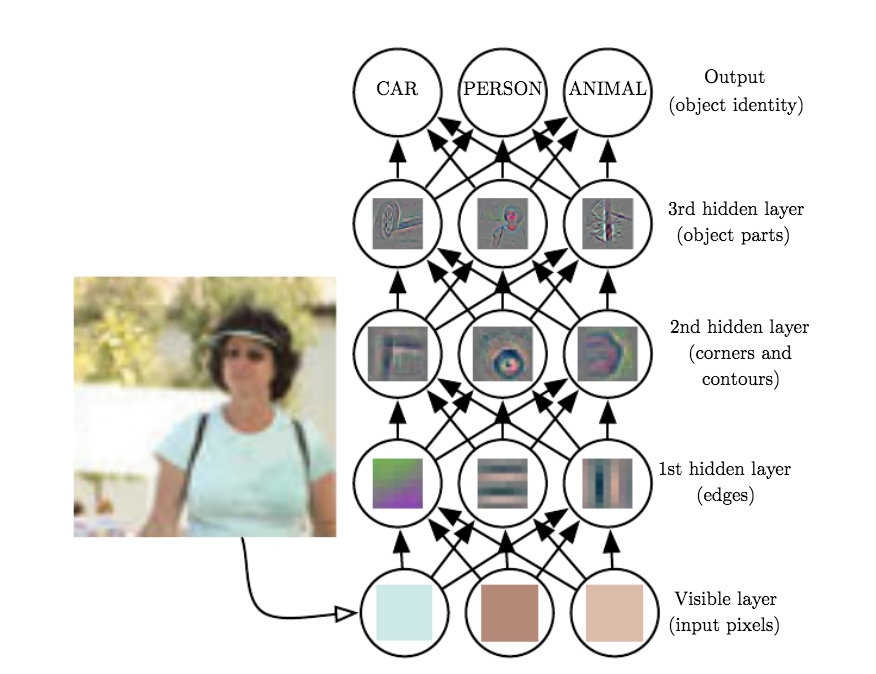 CAR
PERSON
ANIMAL
Output
(object identity)
3rd hidden layer
(object parts)
2nd hidden layer
(corners and
contours)
1st hidden layer
(edges)
Visible layer
(input pixels)